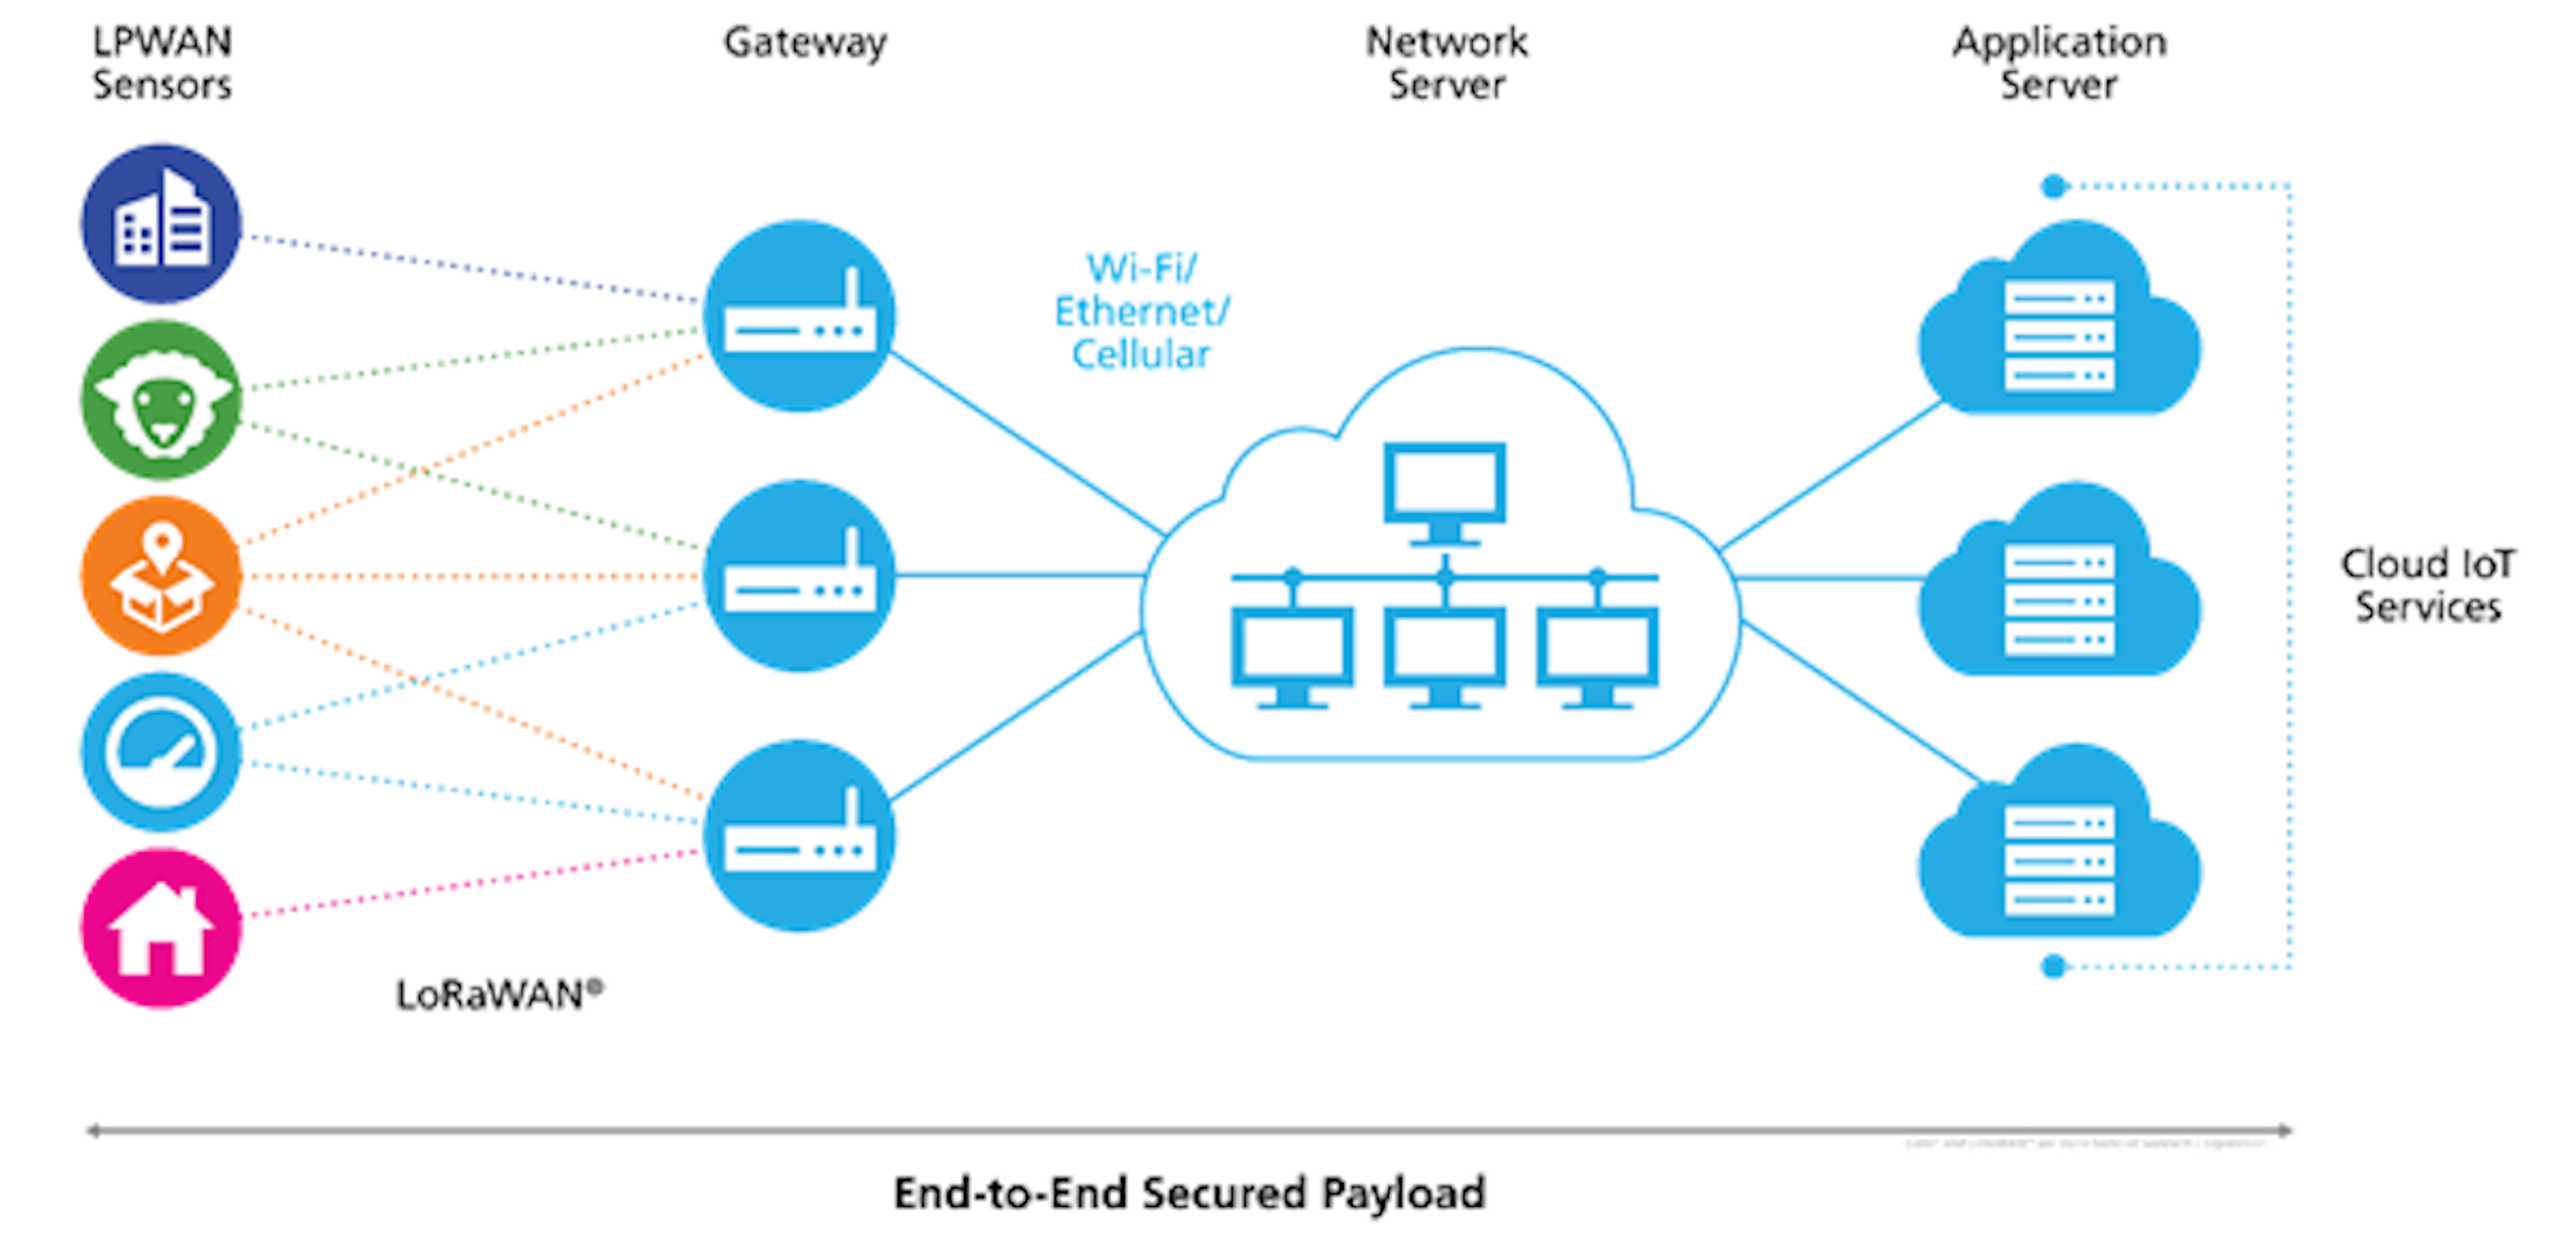 LPWAN
Sensors
Gateway
Network
Server
Application
Server
Wi-Fi/
Ethernet/
Cellular
Cloud IoT
Services
LoRaWAN®
End-to-End Secured Payload